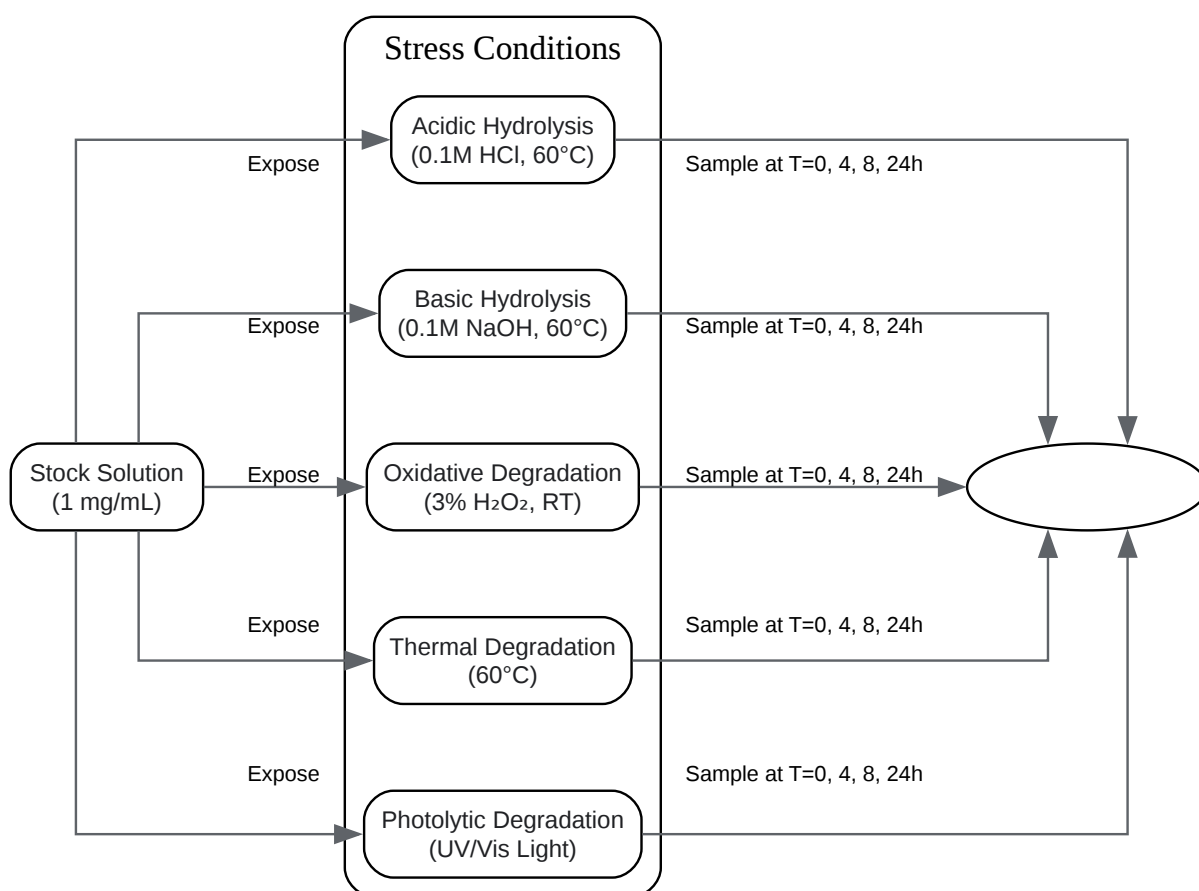 Stress Conditions
Acidic Hydrolysis
(0.1M HCl, 60°C)
Expose
Sample at T=0, 4, 8, 24h
Basic Hydrolysis
(0.1M NaOH, 60°C)
Expose
Sample at T=0, 4, 8, 24h
Stock Solution
(1 mg/mL)
Expose
Oxidative Degradation
(3% H₂O₂, RT)
Sample at T=0, 4, 8, 24h
Expose
Thermal Degradation
(60°C)
Sample at T=0, 4, 8, 24h
Expose
Photolytic Degradation
(UV/Vis Light)
Sample at T=0, 4, 8, 24h